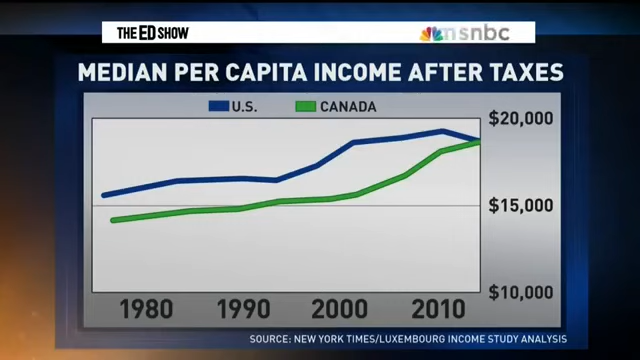 THE ED SHOW
msnbc
MEDIAN PER CAPITA INCOME AFTER TAXES
U.S. CANADA
$20,000
$15,000
$10,000
1980 1990 2000 2010
SOURCE: NEW YORK TIMES/LUXEMBOURG INCOME STUDY ANALYSIS